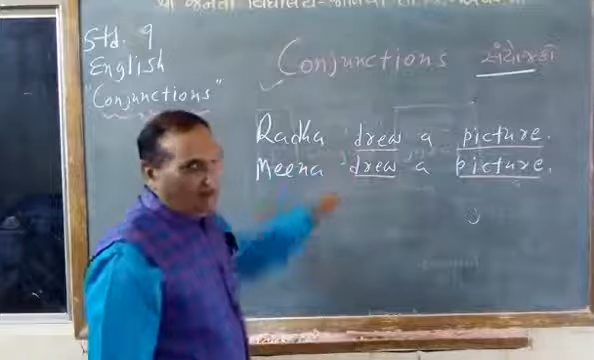 Std. 9
English
"Conjunctions"
Conjunctions સંયોજકો
Radha drew a picture.
Meena drew a picture.